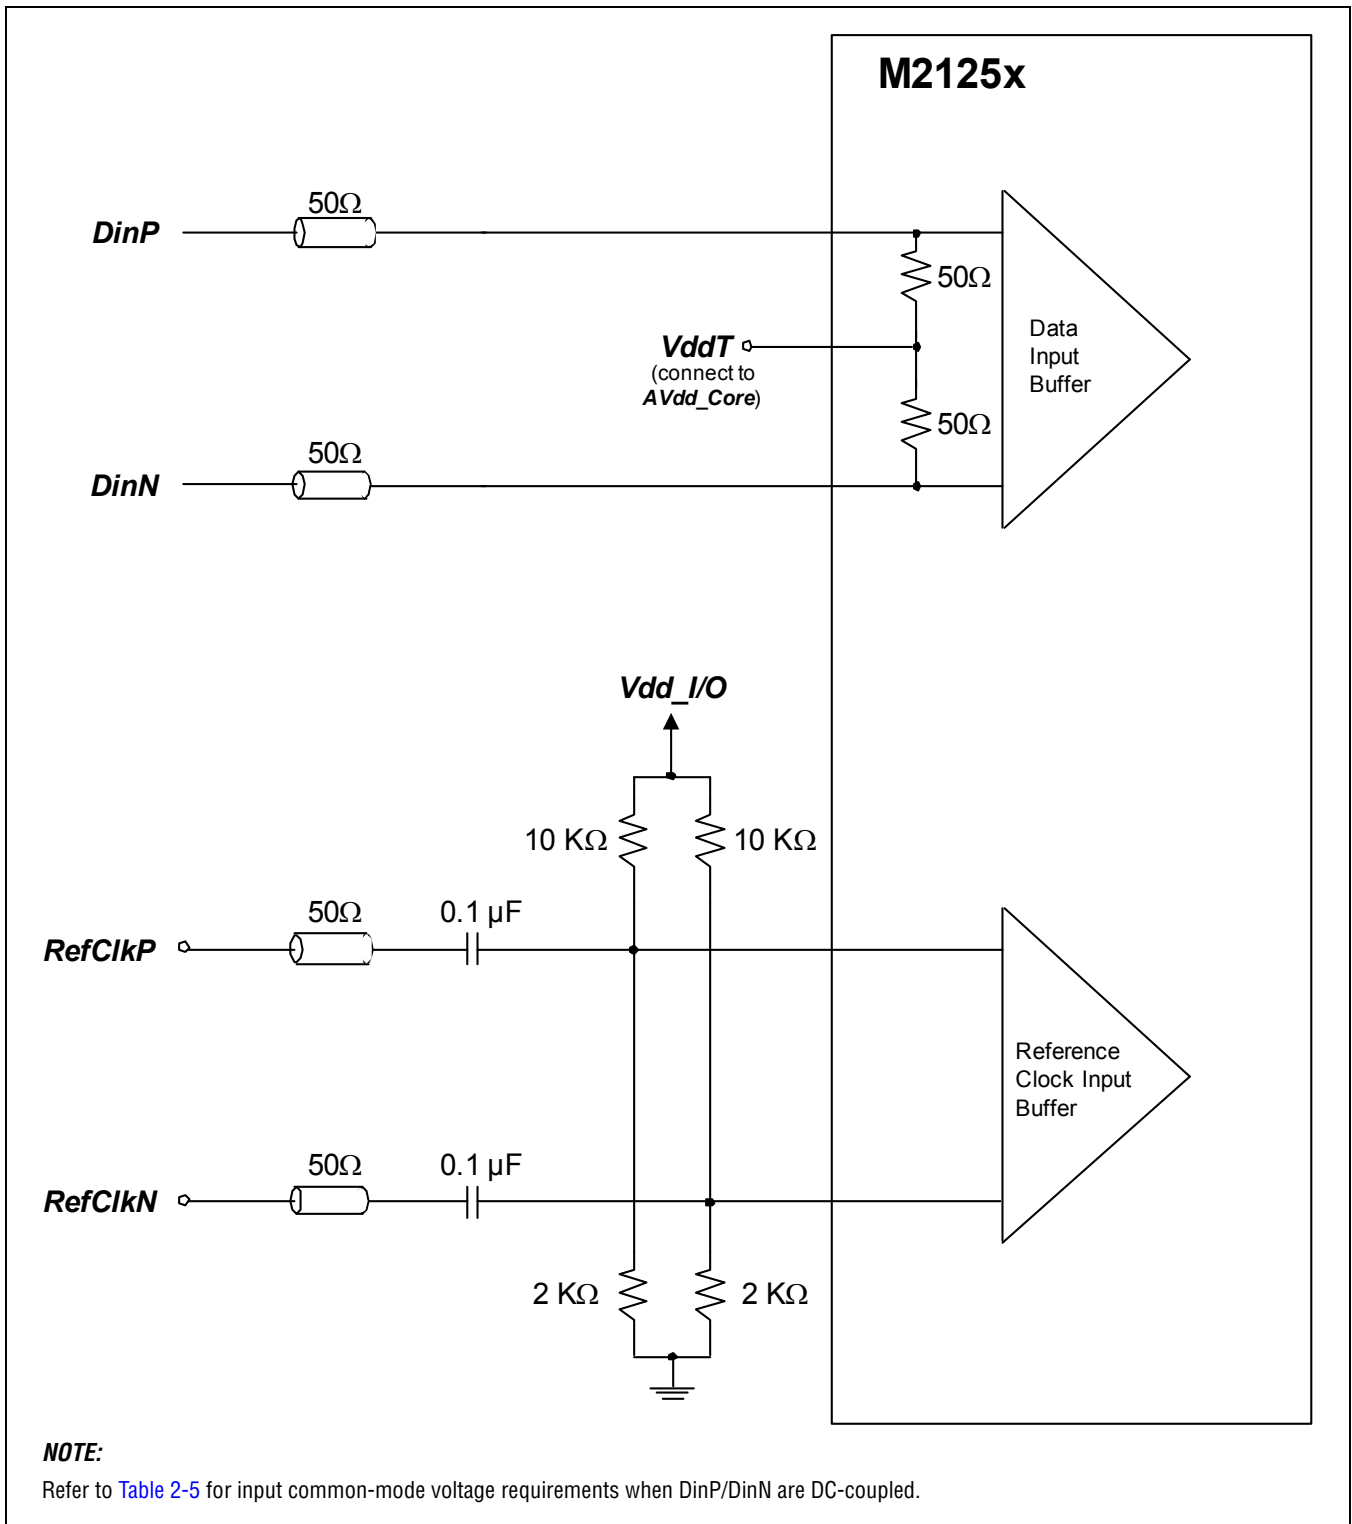 M2125x
50Ω
DinP
50Ω
VddT
(connect to
AVdd_Core)
Data
Input
Buffer
50Ω
50Ω
DinN
Vdd_I/O
10 KΩ
10 KΩ
50Ω
0.1 µF
RefClkP
Reference
Clock Input
Buffer
50Ω
0.1 µF
RefClkN
2 KΩ
2 KΩ
NOTE:
Refer to Table 2-5 for input common-mode voltage requirements when DinP/DinN are DC-coupled.